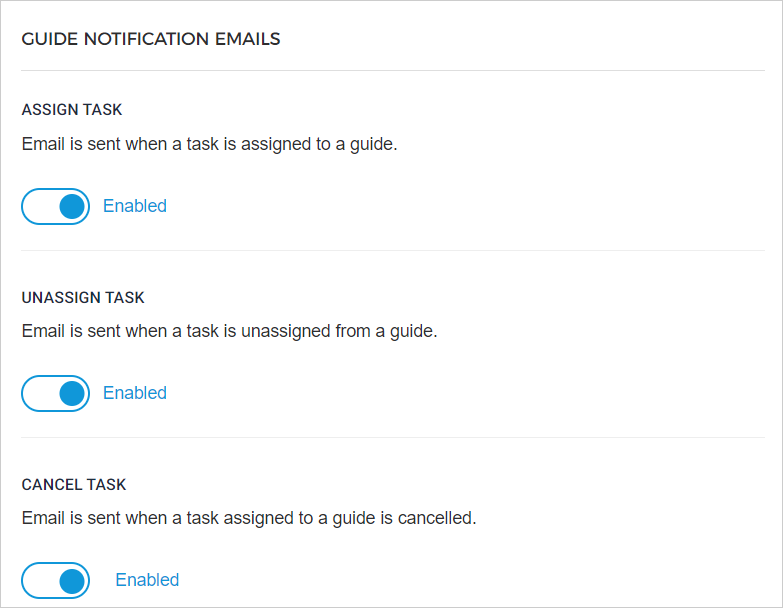 GUIDE NOTIFICATION EMAILS
ASSIGN TASK
Email is sent when a task is assigned to a guide.
Enabled
UNASSIGN TASK
Email is sent when a task is unassigned from a guide.
Enabled
CANCEL TASK
Email is sent when a task assigned to a guide is cancelled.
Enabled